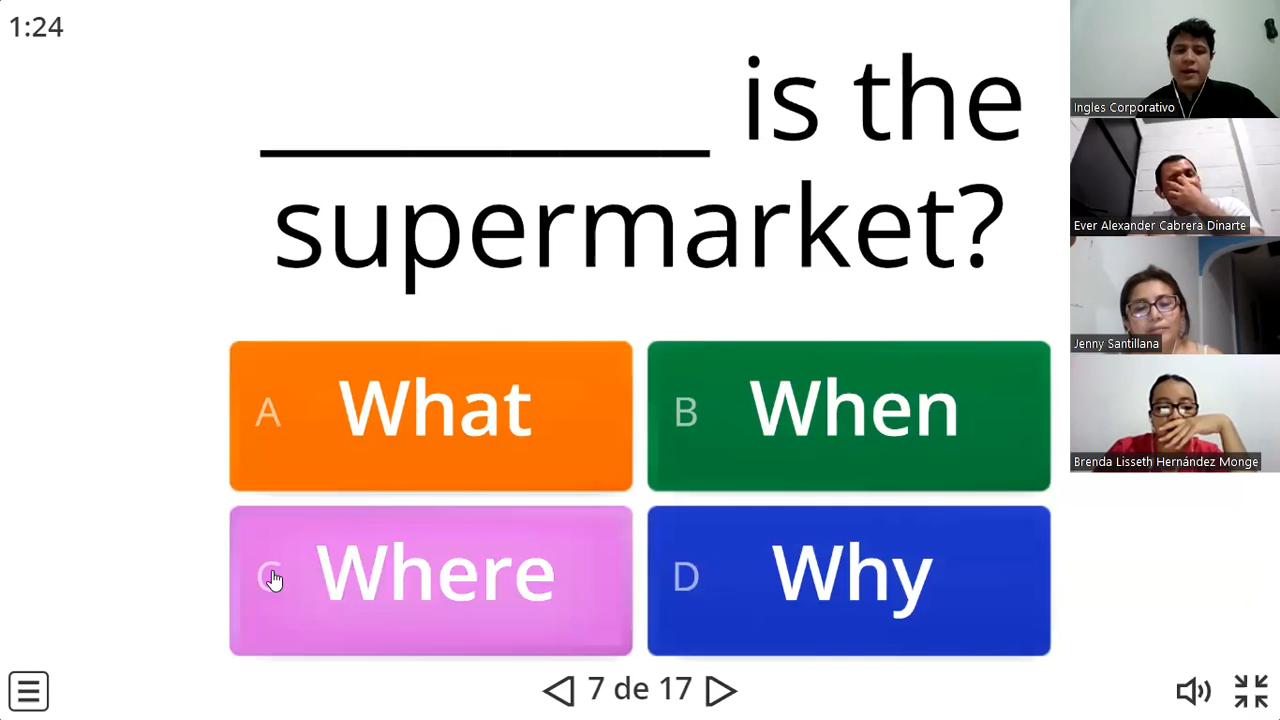 1:24
__________ is the
supermarket?
A What
B When
C Where
D Why
7 de 17
Ingles Corporativo
Ever Alexander Cabrera Dinarte
Jenny Santillana
Brenda Lisseth Hernández Monge